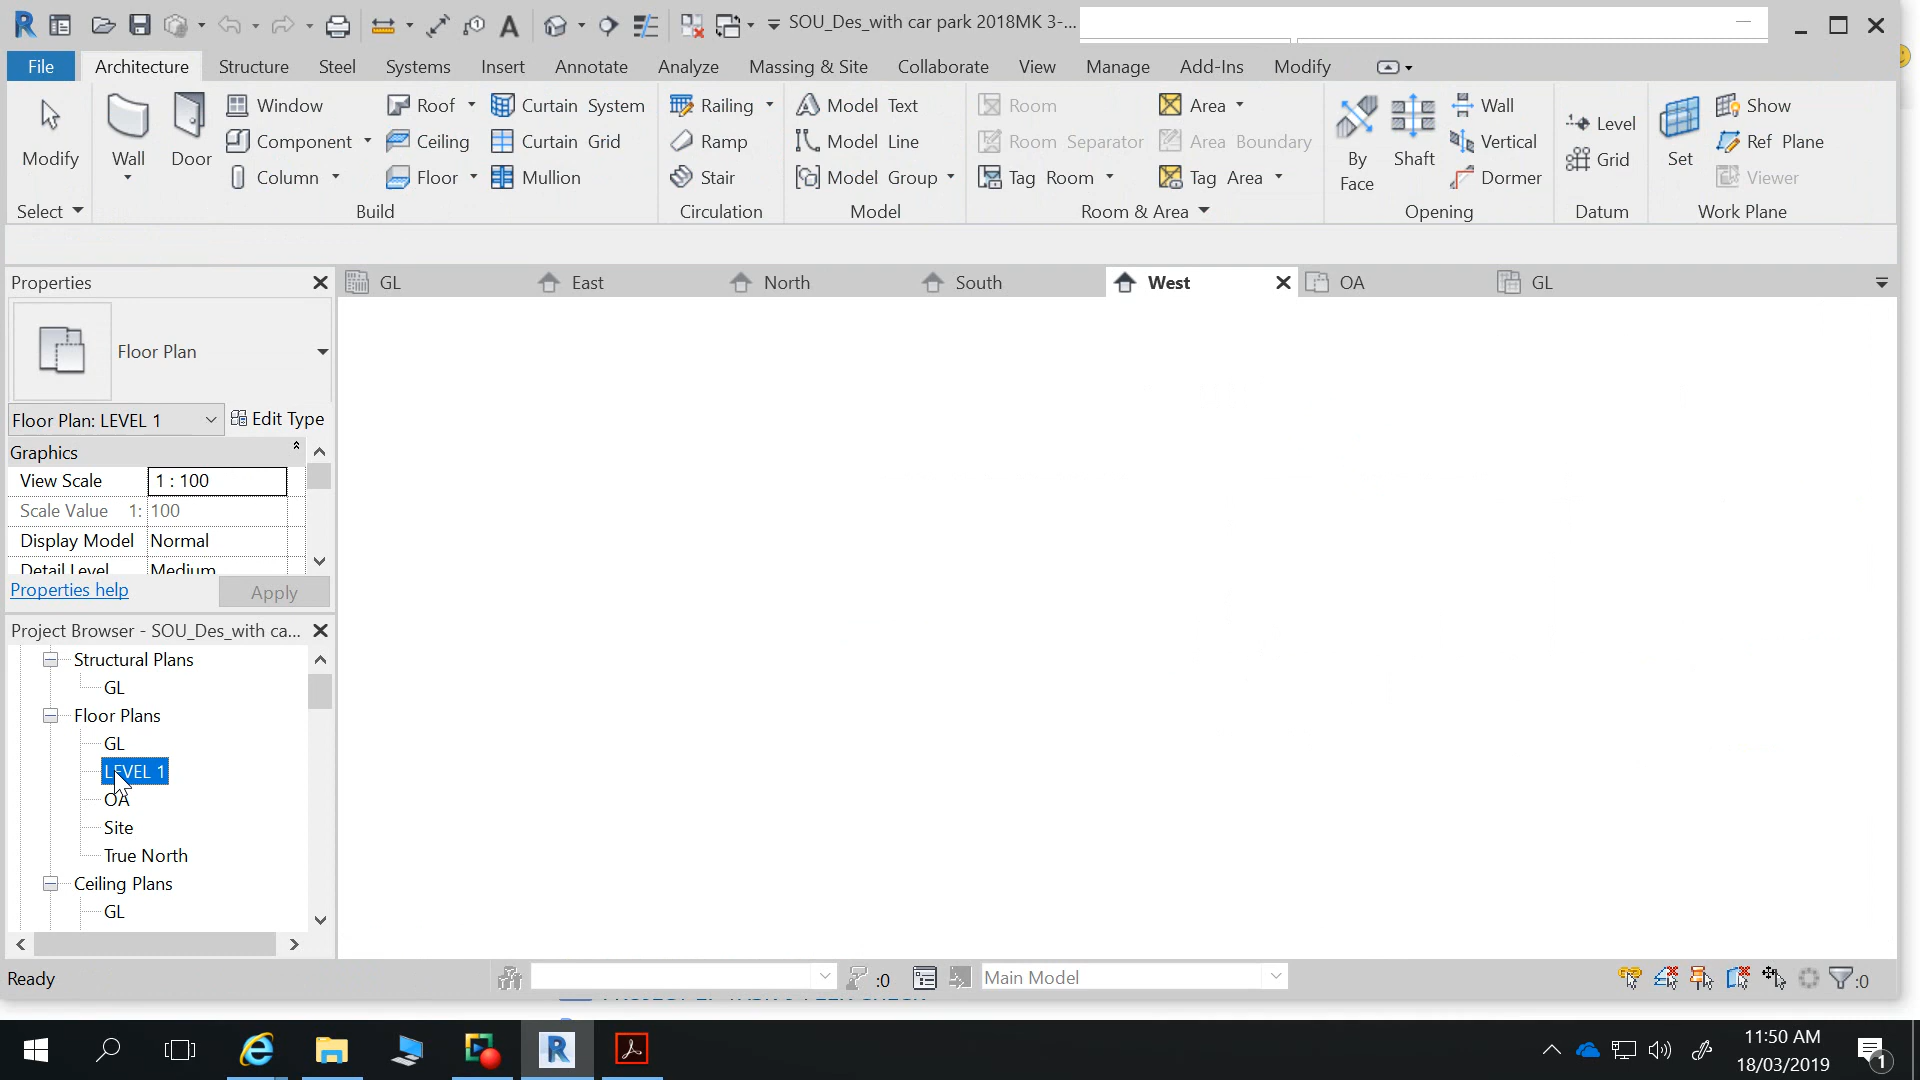 SOU_Des_with car park 2018MK 3-...
File Architecture Structure Steel Systems Insert Annotate Analyze Massing & Site Collaborate View Manage Add-Ins Modify
Modify
Wall
Door
Window
Component
Column
Roof
Ceiling
Floor
Curtain System
Curtain Grid
Mullion
Railing
Ramp
Stair
Model Text
Model Line
Model Group
Room
Room Separator
Tag Room
Area
Area Boundary
Tag Area
By
Face
Shaft
Wall
Vertical
Dormer
Level
Grid
Set
Show
Ref Plane
Viewer
Select Build Circulation Model Room & Area Opening Datum Work Plane
Properties
GL East North South West OA GL
Floor Plan
Floor Plan: LEVEL 1 Edit Type
Graphics
View Scale 1 : 100
Scale Value 1: 100
Display Model Normal
Detail Level Medium
Properties help Apply
Project Browser - SOU_Des_with ca...
Structural Plans
GL
Floor Plans
GL
LEVEL 1
OA
Site
True North
Ceiling Plans
GL
Ready :0 Main Model :0
11:50 AM
18/03/2019
1